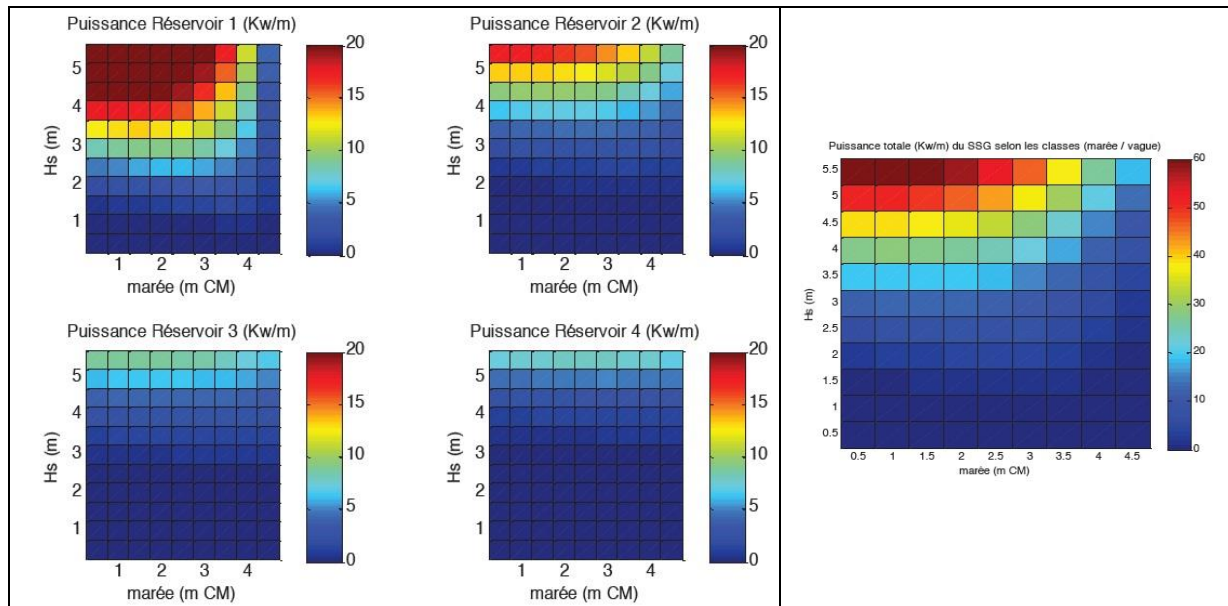 Puissance Réservoir 1 (Kw/m)
5
4
3
2
1
Hs (m)
1 2 3 4
marée (m CM)
20
15
10
5
0
Puissance Réservoir 2 (Kw/m)
5
4
3
2
1
Hs (m)
1 2 3 4
marée (m CM)
20
15
10
5
0
Puissance Réservoir 3 (Kw/m)
5
4
3
2
1
Hs (m)
1 2 3 4
marée (m CM)
20
15
10
5
0
Puissance Réservoir 4 (Kw/m)
5
4
3
2
1
Hs (m)
1 2 3 4
marée (m CM)
20
15
10
5
0
Puissance totale (Kw/m) du SSG selon les classes (marée / vague)
5.5
5
4.5
4
3.5
3
2.5
2
1.5
1
0.5
Hs (m)
0.5 1 1.5 2 2.5 3 3.5 4 4.5
marée (m CM)
60
50
40
30
20
10
0